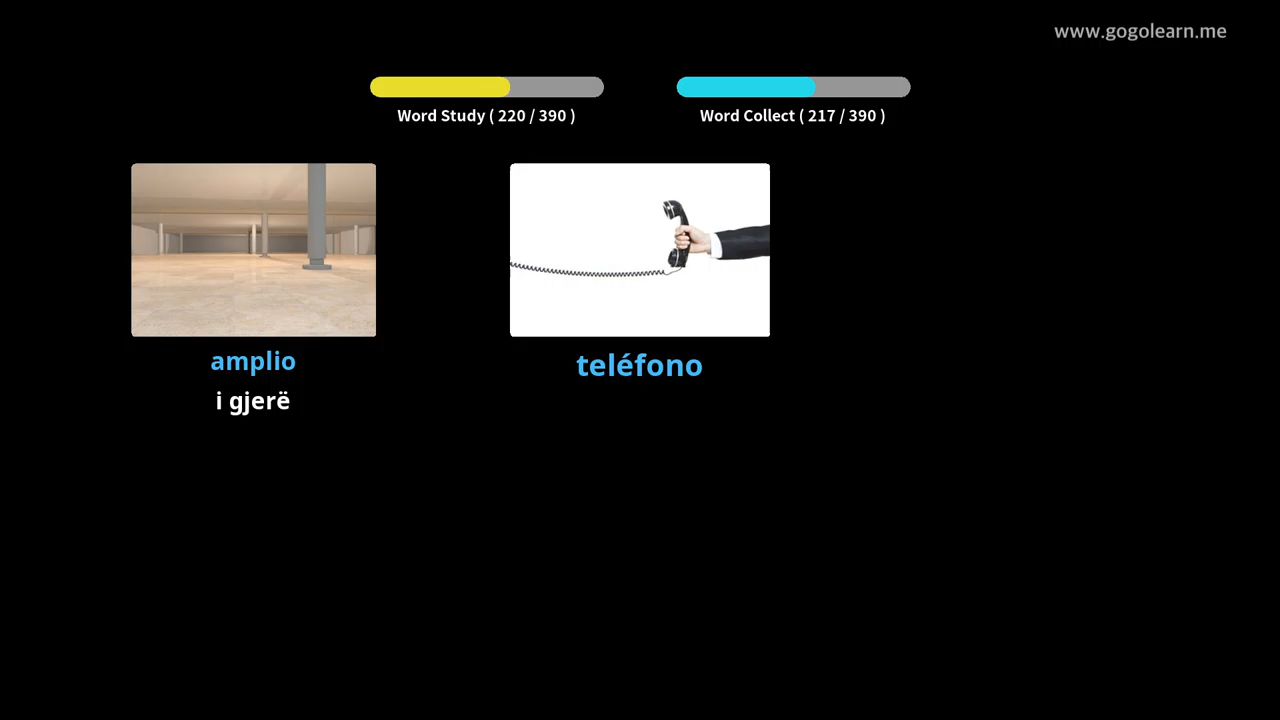 www.gogolearn.me
Word Study ( 220 / 390 )
Word Collect ( 217 / 390 )
amplio
i gjerë
teléfono